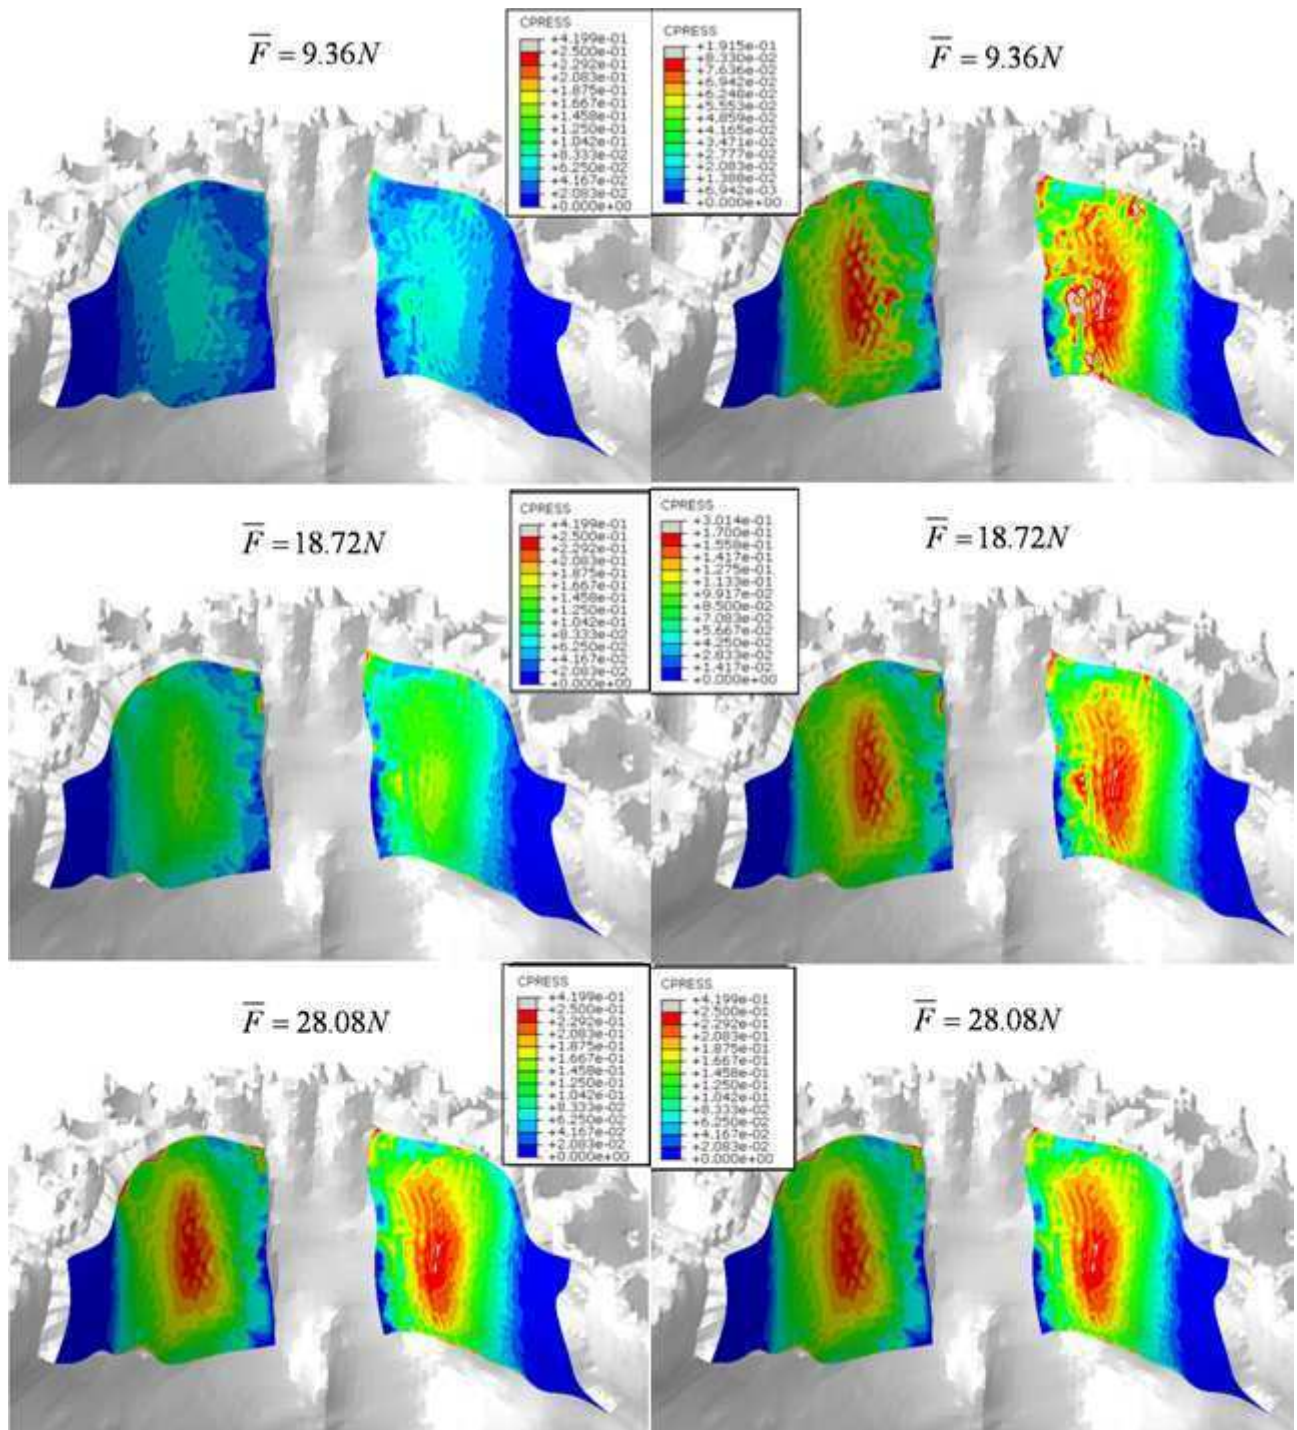 F = 9.36N
CPRESS
+4.199e-01
+2.500e-01
+2.292e-01
+2.083e-01
+1.875e-01
+1.667e-01
+1.458e-01
+1.250e-01
+1.042e-01
+8.333e-02
+6.250e-02
+4.167e-02
+2.083e-02
+0.000e+00
CPRESS
+1.915e-01
+8.330e-02
+7.636e-02
+6.942e-02
+6.248e-02
+5.553e-02
+4.859e-02
+4.165e-02
+3.471e-02
+2.777e-02
+2.083e-02
+1.388e-02
+6.942e-03
+0.000e+00
F = 9.36N
F = 18.72N
CPRESS
+4.199e-01
+2.500e-01
+2.292e-01
+2.083e-01
+1.875e-01
+1.667e-01
+1.458e-01
+1.250e-01
+1.042e-01
+8.333e-02
+6.250e-02
+4.167e-02
+2.083e-02
+0.000e+00
CPRESS
+3.014e-01
+1.700e-01
+1.558e-01
+1.417e-01
+1.275e-01
+1.133e-01
+9.917e-02
+8.500e-02
+7.083e-02
+5.667e-02
+4.250e-02
+2.833e-02
+1.417e-02
+0.000e+00
F = 18.72N
F = 28.08N
CPRESS
+4.199e-01
+2.500e-01
+2.292e-01
+2.083e-01
+1.875e-01
+1.667e-01
+1.458e-01
+1.250e-01
+1.042e-01
+8.333e-02
+6.250e-02
+4.167e-02
+2.083e-02
+0.000e+00
CPRESS
+4.199e-01
+2.500e-01
+2.292e-01
+2.083e-01
+1.875e-01
+1.667e-01
+1.458e-01
+1.250e-01
+1.042e-01
+8.333e-02
+6.250e-02
+4.167e-02
+2.083e-02
+0.000e+00
F = 28.08N